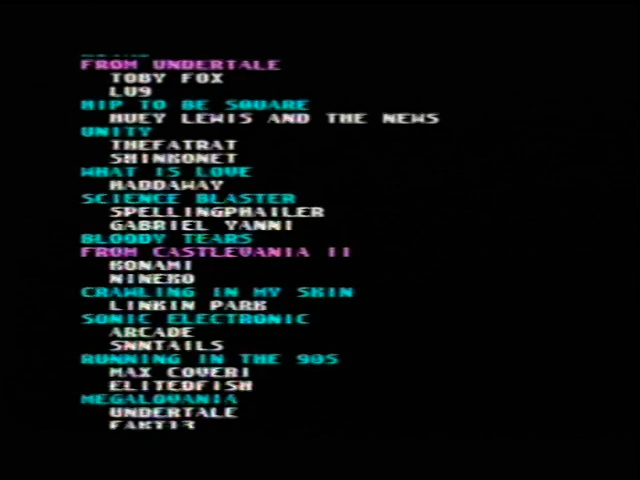 FROM UNDERTALE
TOBY FOX
LU9
HIP TO BE SQUARE
HUEY LEWIS AND THE NEWS
UNITY
THEFATRAT
SHINKONET
WHAT IS LOVE
HADDAWAY
SCIENCE BLASTER
SPELLINGPHAILER
GABRIEL YANNI
BLOODY TEARS
FROM CASTLEVANIA II
KONAMI
NINEKO
CRAWLING IN MY SKIN
LINKIN PARK
SONIC ELECTRONIC
ARCADE
SNNTAILS
RUNNING IN THE 90S
MAX COVERI
ELITEDFISH
MEGALOVANIA
UNDERTALE